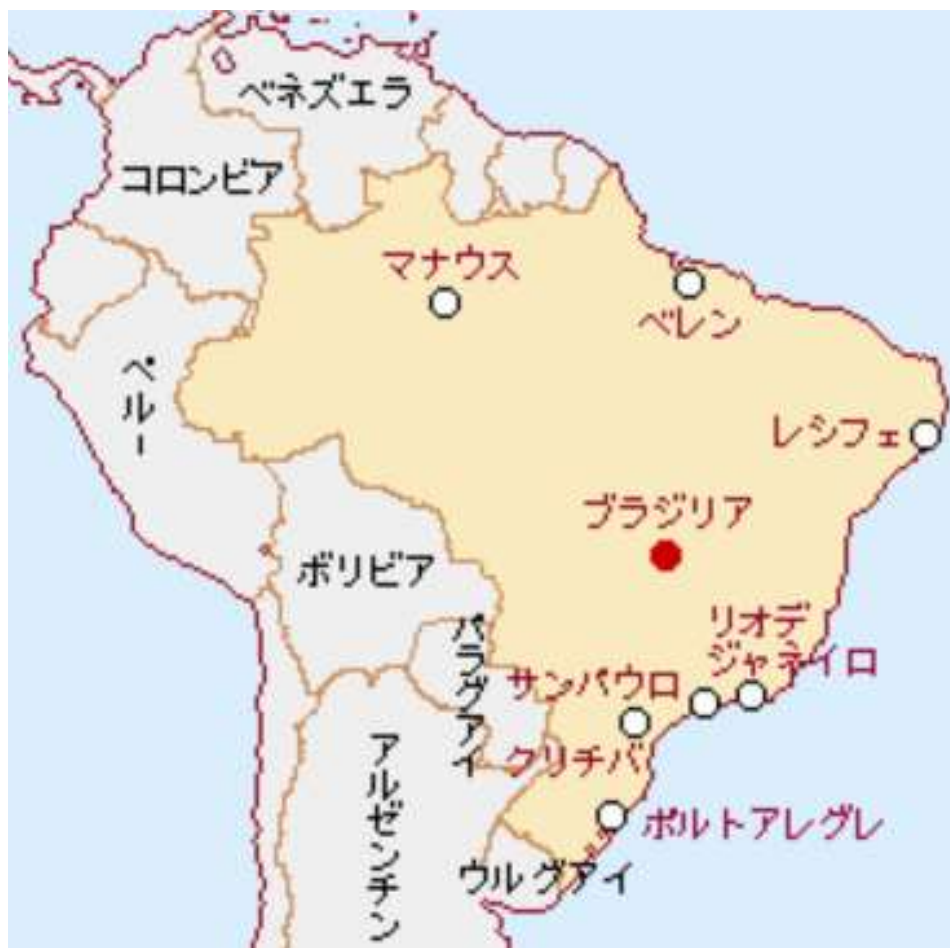 ベネズエラ
コロンビア
マナウス
ベレン
ペルー
レシフェ
ブラジリア
ボリビア
リオデ
ジャネイロ
パラグアイ
サンパウロ
クリチバ
アルゼンチン
ポルトアレグレ
ウルグアイ